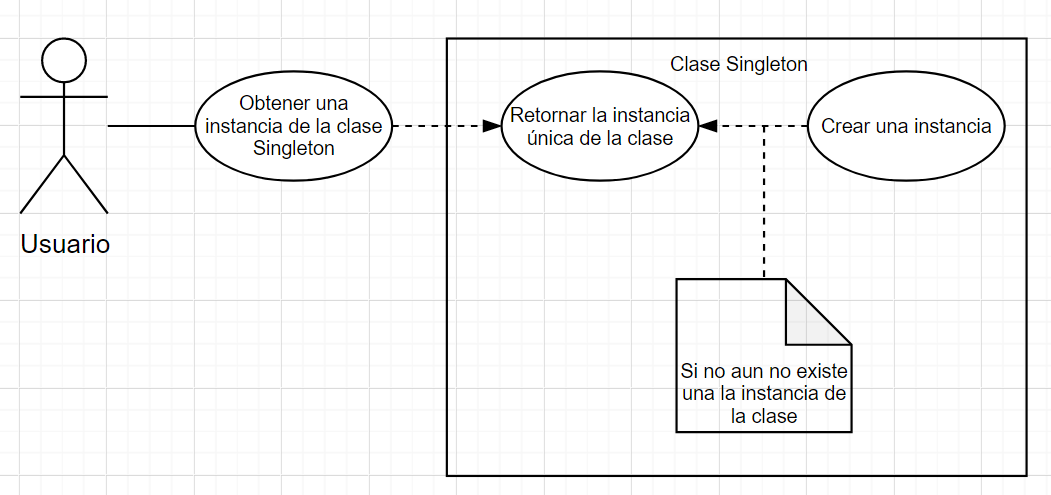 Clase Singleton
Obtener una
instancia de la clase
Singleton
Retornar la instancia
única de la clase
Crear una instancia
Usuario
Si no aun no existe
una la instancia de
la clase